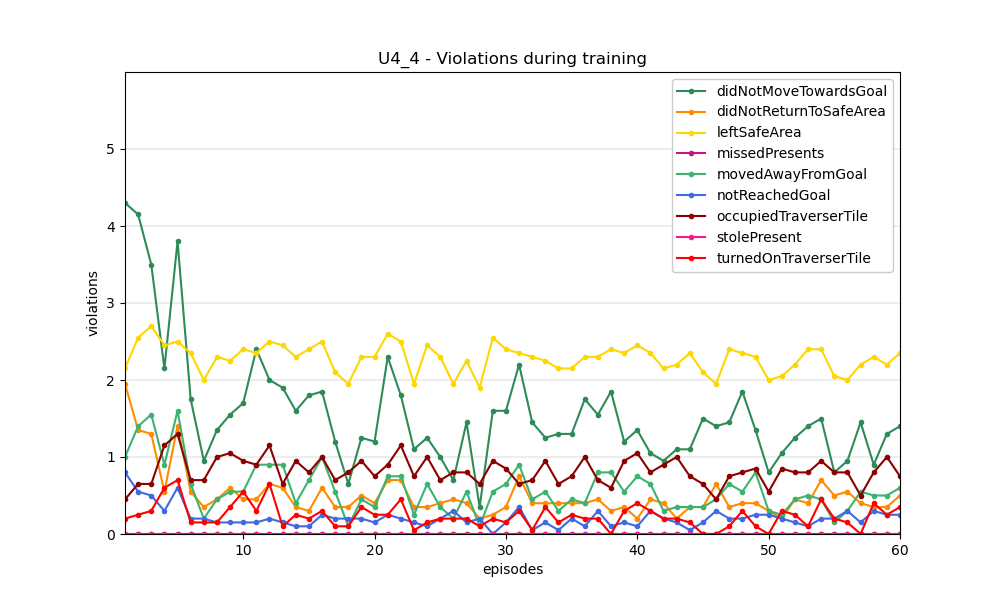 U4_4 - Violations during training
didNotMoveTowardsGoal
didNotReturnToSafeArea
leftSafeArea
missedPresents
movedAwayFromGoal
notReachedGoal
occupiedTraverserTile
stolePresent
turnedOnTraverserTile
violations
5
4
3
2
1
0
10 20 30 40 50 60
episodes